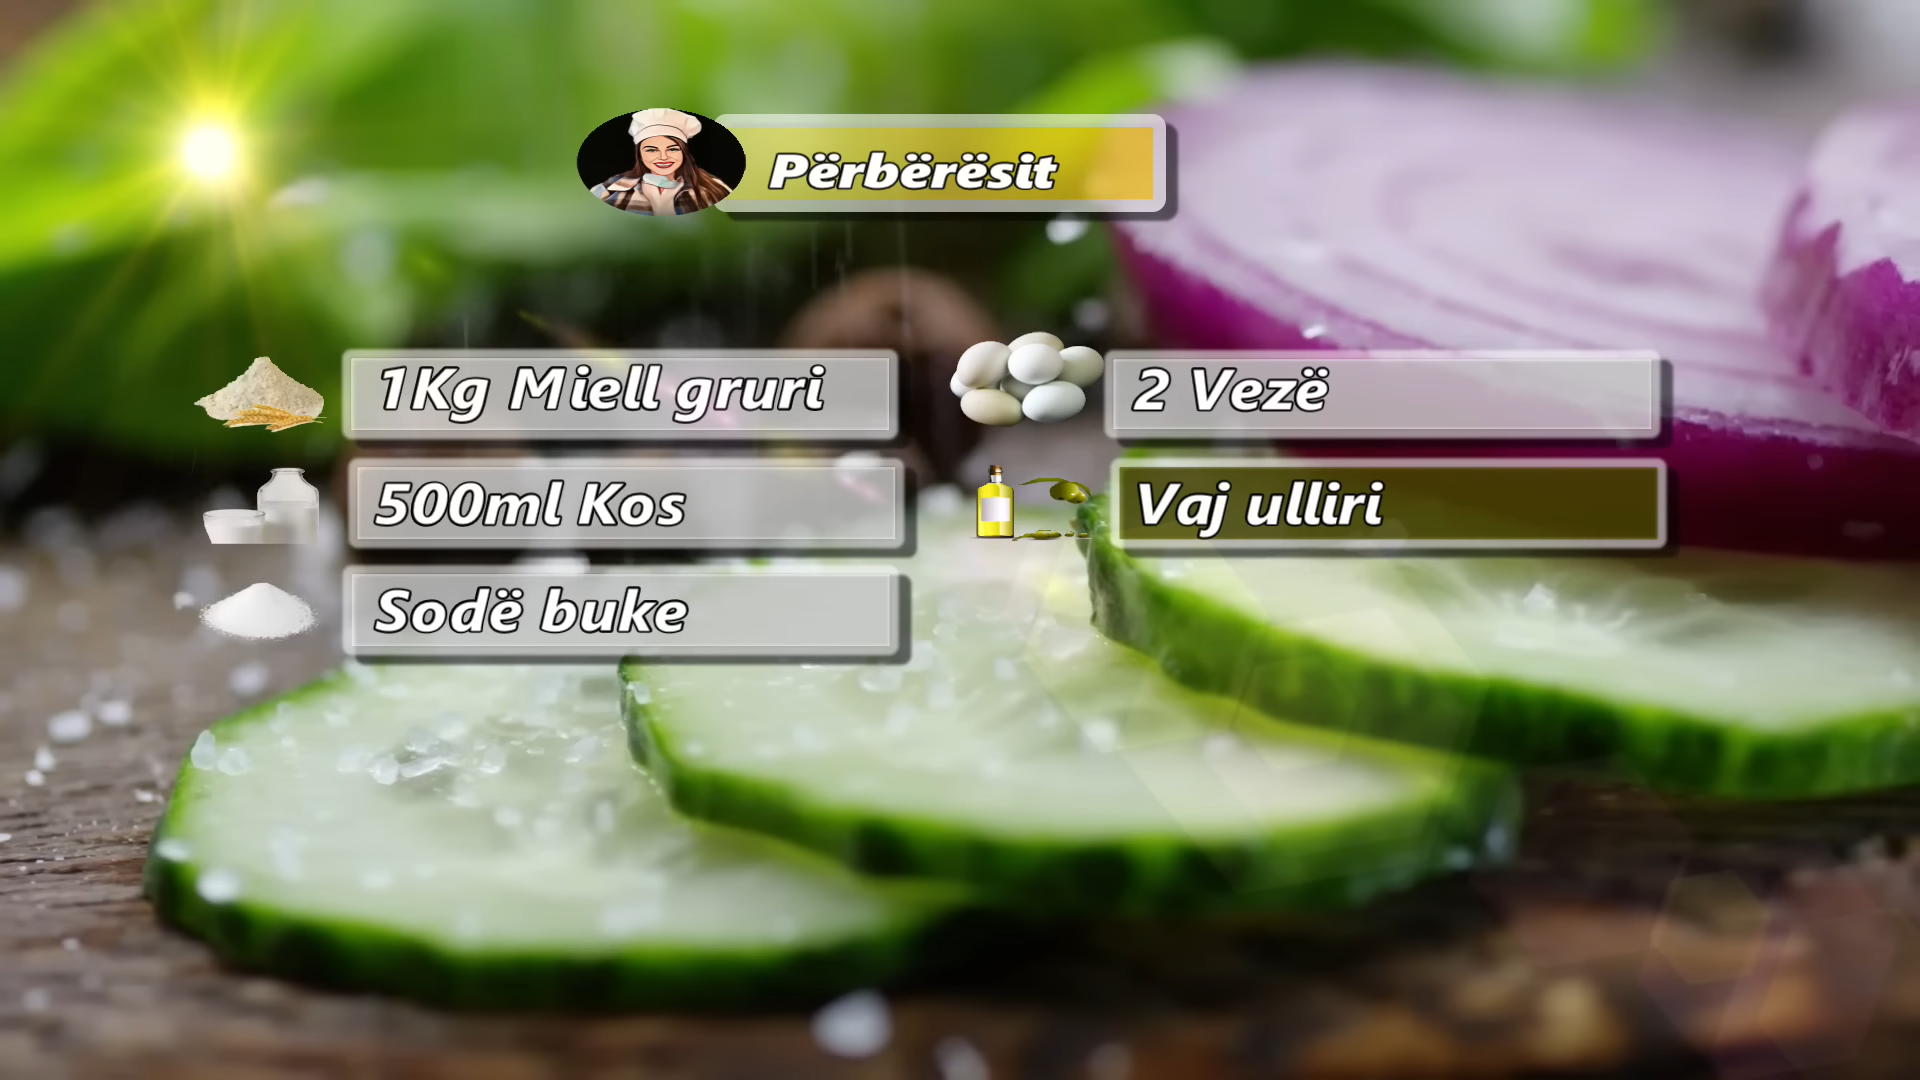 Përbërësit
1Kg Miell gruri
2 Vezë
500ml Kos
Vaj ulliri
Sodë buke